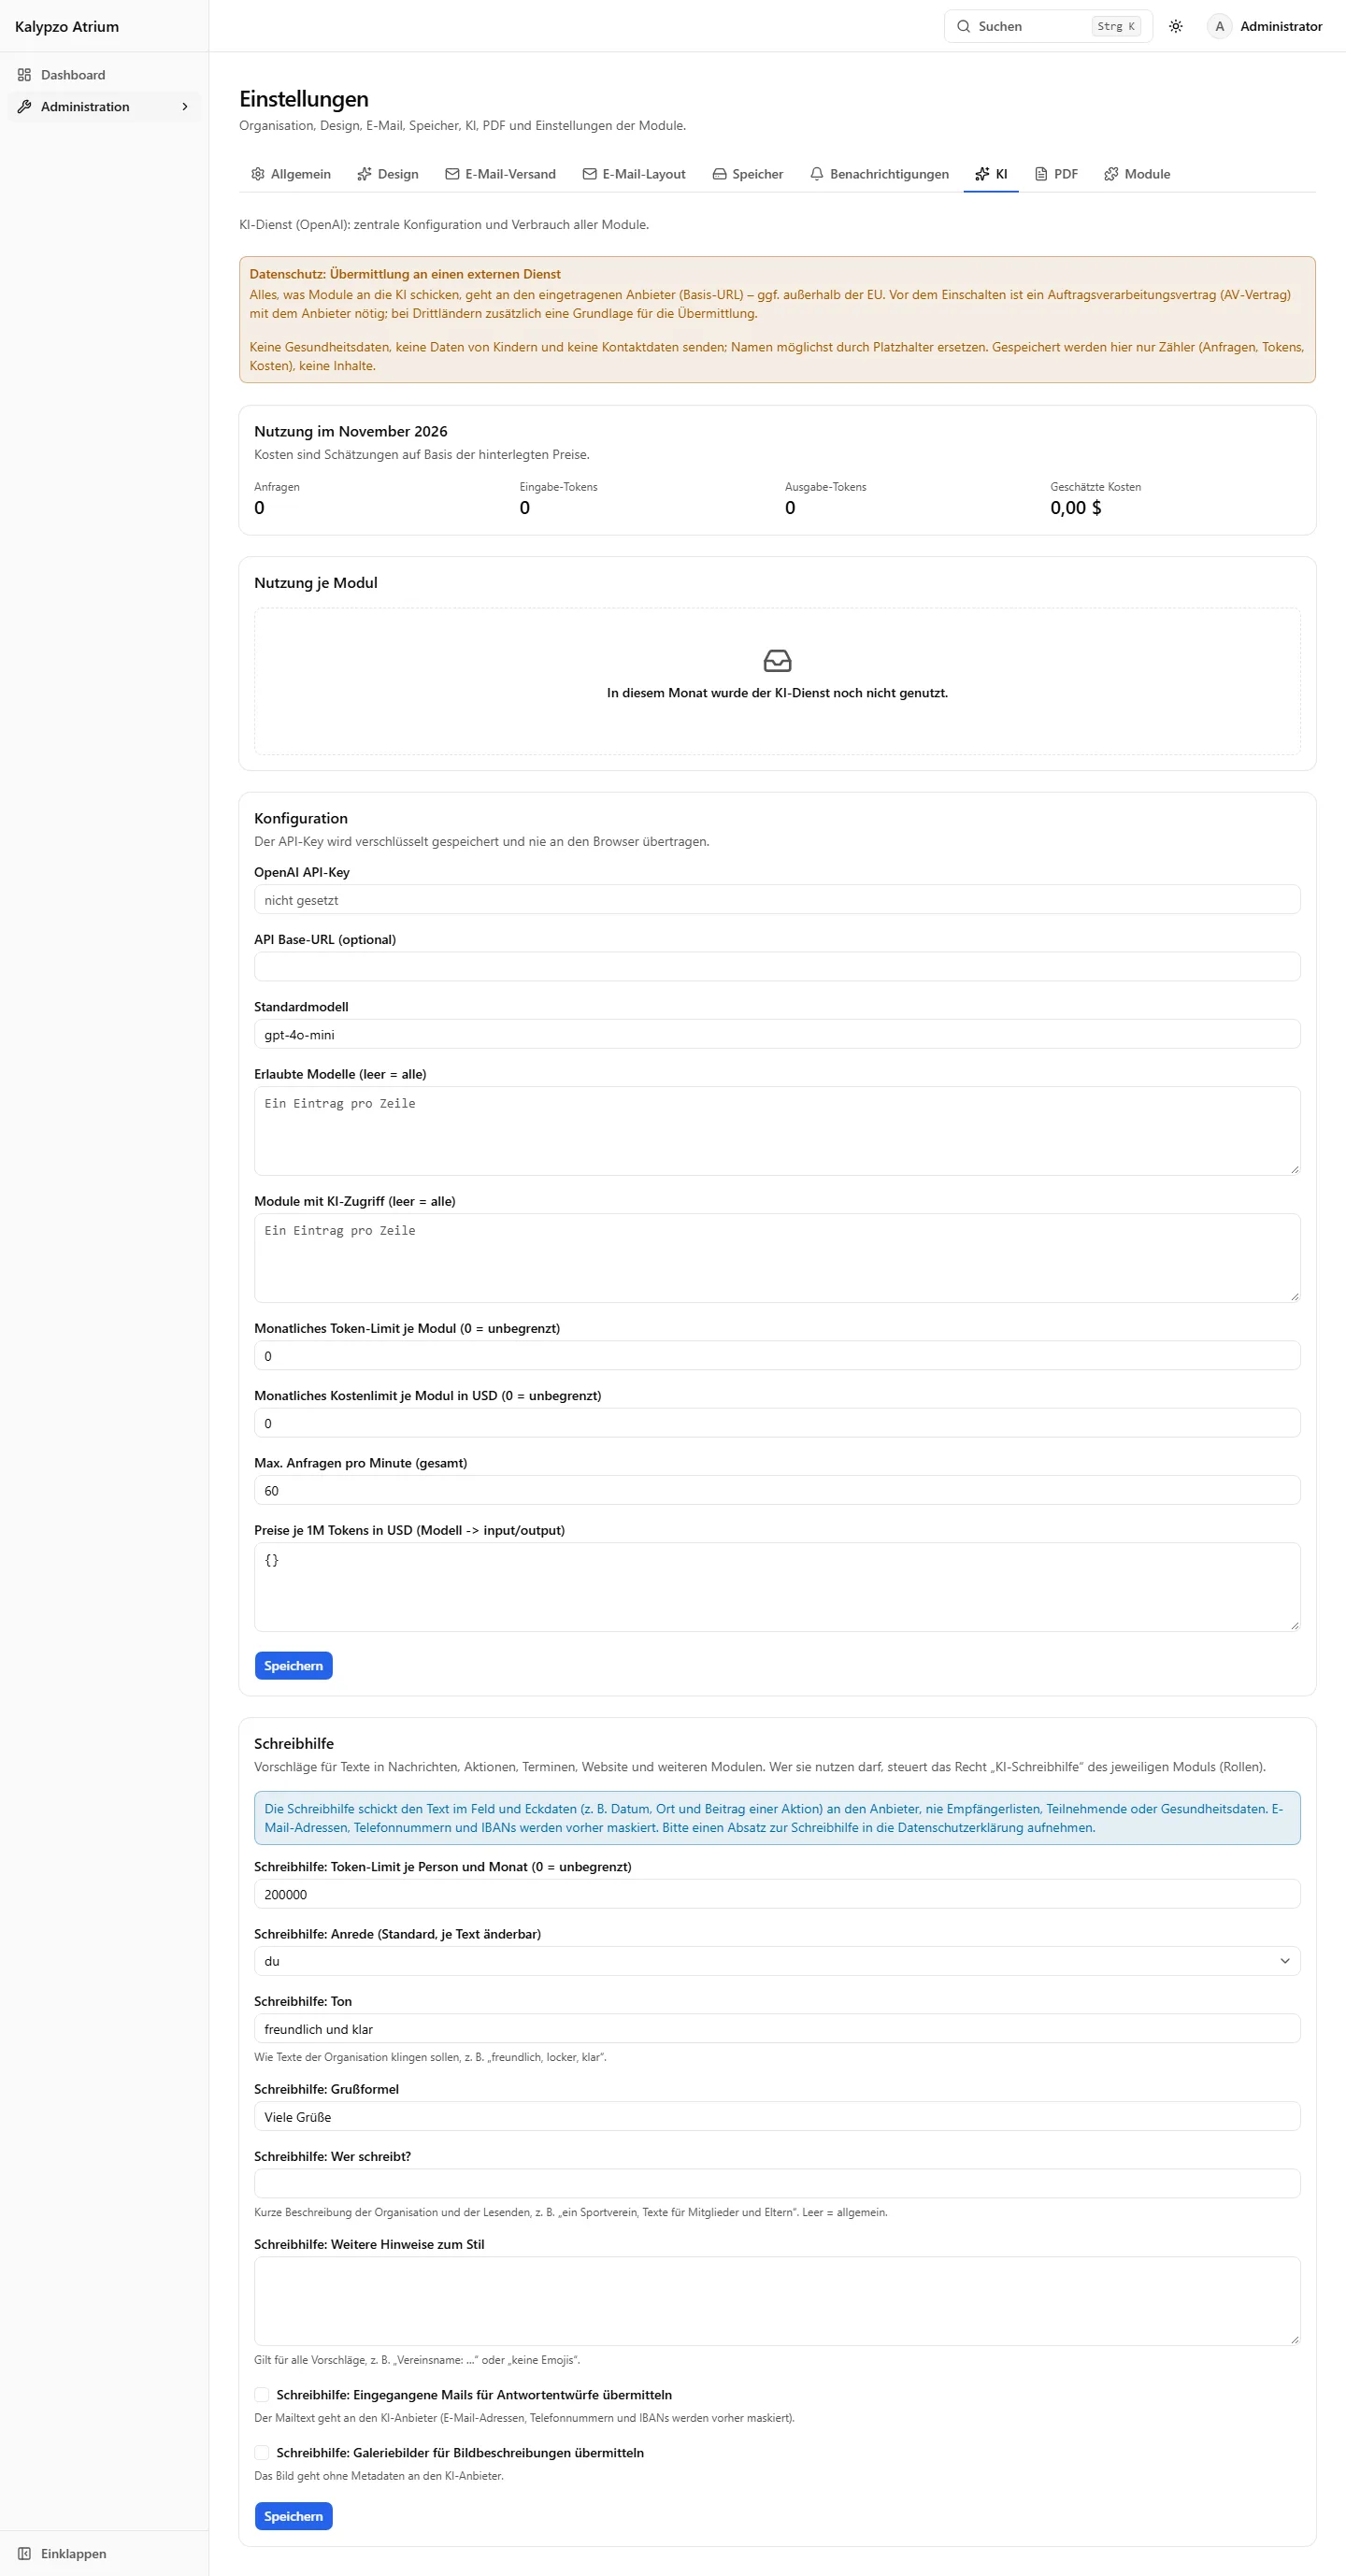 Kalypzo Atrium
Suchen
Strg K
A
Administrator
Dashboard
Administration
Einstellungen
Organisation, Design, E-Mail, Speicher, KI, PDF und Einstellungen der Module.
Allgemein
Design
E-Mail-Versand
E-Mail-Layout
Speicher
Benachrichtigungen
KI
PDF
Module
KI-Dienst (OpenAI): zentrale Konfiguration und Verbrauch aller Module.
Datenschutz: Übermittlung an einen externen Dienst
Alles, was Module an die KI schicken, geht an den eingetragenen Anbieter (Basis-URL) – ggf. außerhalb der EU. Vor dem Einschalten ist ein Auftragsverarbeitungsvertrag (AV-Vertrag)
mit dem Anbieter nötig; bei Drittländern zusätzlich eine Grundlage für die Übermittlung.
Keine Gesundheitsdaten, keine Daten von Kindern und keine Kontaktdaten senden; Namen möglichst durch Platzhalter ersetzen. Gespeichert werden hier nur Zähler (Anfragen, Tokens,
Kosten), keine Inhalte.
Nutzung im November 2026
Kosten sind Schätzungen auf Basis der hinterlegten Preise.
Anfragen
0
Eingabe-Tokens
0
Ausgabe-Tokens
0
Geschätzte Kosten
0,00 $
Nutzung je Modul
In diesem Monat wurde der KI-Dienst noch nicht genutzt.
Konfiguration
Der API-Key wird verschlüsselt gespeichert und nie an den Browser übertragen.
OpenAI API-Key
nicht gesetzt
API Base-URL (optional)
Standardmodell
gpt-4o-mini
Erlaubte Modelle (leer = alle)
Ein Eintrag pro Zeile
Module mit KI-Zugriff (leer = alle)
Ein Eintrag pro Zeile
Monatliches Token-Limit je Modul (0 = unbegrenzt)
0
Monatliches Kostenlimit je Modul in USD (0 = unbegrenzt)
0
Max. Anfragen pro Minute (gesamt)
60
Preise je 1M Tokens in USD (Modell -> input/output)
{}
Speichern
Schreibhilfe
Vorschläge für Texte in Nachrichten, Aktionen, Terminen, Website und weiteren Modulen. Wer sie nutzen darf, steuert das Recht „KI-Schreibhilfe“ des jeweiligen Moduls (Rollen).
Die Schreibhilfe schickt den Text im Feld und Eckdaten (z. B. Datum, Ort und Beitrag einer Aktion) an den Anbieter, nie Empfängerlisten, Teilnehmende oder Gesundheitsdaten. E-
Mail-Adressen, Telefonnummern und IBANs werden vorher maskiert. Bitte einen Absatz zur Schreibhilfe in die Datenschutzerklärung aufnehmen.
Schreibhilfe: Token-Limit je Person und Monat (0 = unbegrenzt)
200000
Schreibhilfe: Anrede (Standard, je Text änderbar)
du
Schreibhilfe: Ton
freundlich und klar
Wie Texte der Organisation klingen sollen, z. B. „freundlich, locker, klar“.
Schreibhilfe: Grußformel
Viele Grüße
Schreibhilfe: Wer schreibt?
Kurze Beschreibung der Organisation und der Lesenden, z. B. „ein Sportverein, Texte für Mitglieder und Eltern“. Leer = allgemein.
Schreibhilfe: Weitere Hinweise zum Stil
Gilt für alle Vorschläge, z. B. „Vereinsname: ...“ oder „keine Emojis“.
Schreibhilfe: Eingegangene Mails für Antwortentwürfe übermitteln
Der Mailtext geht an den KI-Anbieter (E-Mail-Adressen, Telefonnummern und IBANs werden vorher maskiert).
Schreibhilfe: Galeriebilder für Bildbeschreibungen übermitteln
Das Bild geht ohne Metadaten an den KI-Anbieter.
Speichern
Einklappen